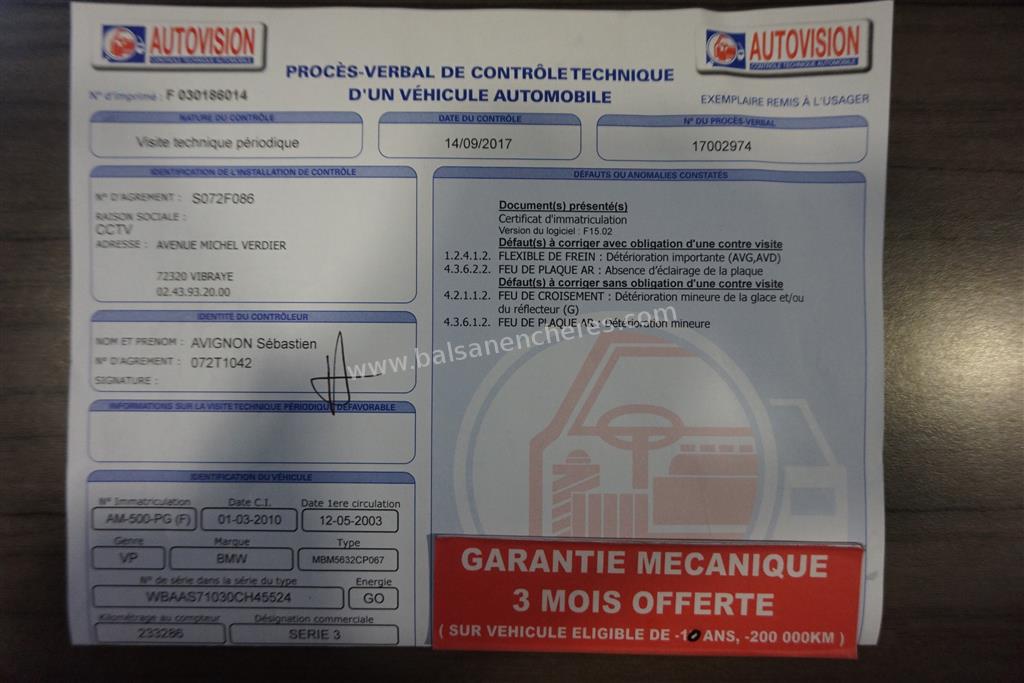 AUTOVISION
CONTROLE TECHNIQUE AUTOMOBILE
AUTOVISION
CONTROLE TECHNIQUE AUTOMOBILE
PROCÈS-VERBAL DE CONTRÔLE TECHNIQUE
D'UN VÉHICULE AUTOMOBILE
N° d'imprimé : F 030186014
EXEMPLAIRE REMIS À L'USAGER
NATURE DU CONTRÔLE
Visite technique périodique
DATE DU CONTRÔLE
14/09/2017
N° DU PROCÈS-VERBAL
17002974
IDENTIFICATION DE L'INSTALLATION DE CONTRÔLE
N° D'AGREMENT : S072F086
RAISON SOCIALE :
CCTV
ADRESSE : AVENUE MICHEL VERDIER
72320 VIBRAYE
02.43.93.20.00
IDENTITÉ DU CONTRÔLEUR
NOM ET PRENOM : AVIGNON Sébastien
N° D'AGREMENT : 072T1042
SIGNATURE :
INFORMATIONS SUR LA VISITE TECHNIQUE PÉRIODIQUE DÉFAVORABLE
IDENTIFICATION DU VÉHICULE
N° Immatriculation Date C.I. Date 1ere circulation
AM-500-PG (F) 01-03-2010 12-05-2003
Genre Marque Type
VP BMW MBM5632CP067
N° de série dans la série du type Energie
WBAAS71030CH45524 GO
Kilométrage au compteur Désignation commerciale
233286 SERIE 3
DÉFAUTS OU ANOMALIES CONSTATÉS
Document(s) présenté(s)
Certificat d'immatriculation
Version du logiciel : F15.02
Défaut(s) à corriger avec obligation d'une contre visite
1.2.4.1.2. FLEXIBLE DE FREIN : Détérioration importante (AVG,AVD)
4.3.6.2.2. FEU DE PLAQUE AR : Absence d'éclairage de la plaque
Défaut(s) à corriger sans obligation d'une contre visite
4.2.1.1.2. FEU DE CROISEMENT : Détérioration mineure de la glace et/ou
du réflecteur (G)
4.3.6.1.2. FEU DE PLAQUE AR : Détérioration mineure
www.balsanencheres.com
GARANTIE MECANIQUE
3 MOIS OFFERTE
( SUR VEHICULE ELIGIBLE DE -10 ANS, -200 000KM )